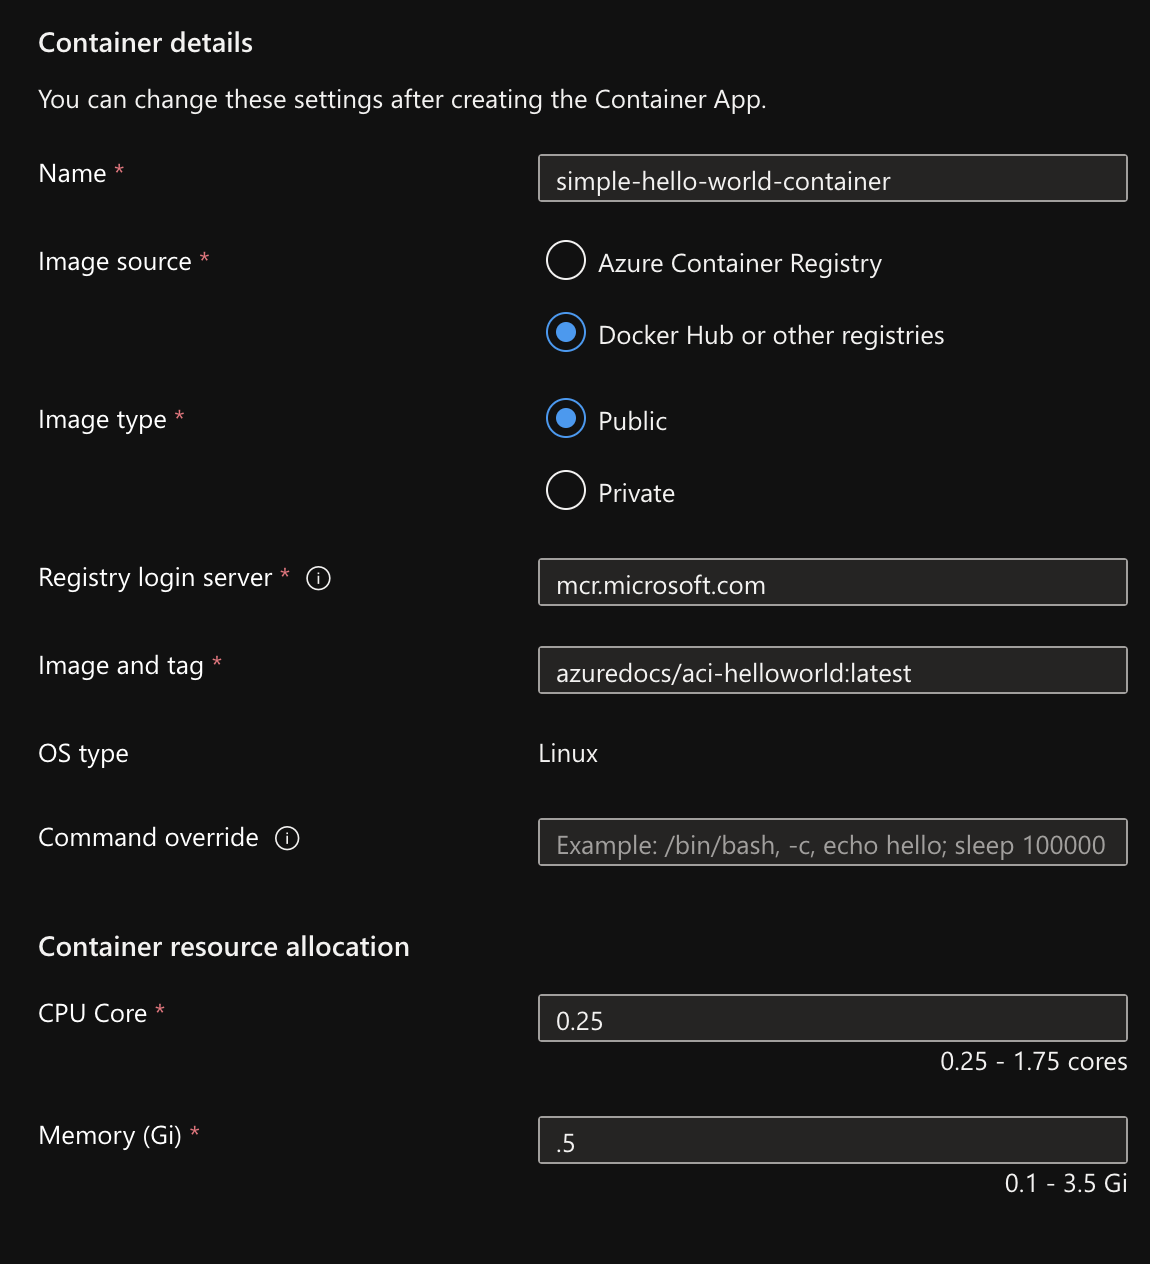 Container details
You can change these settings after creating the Container App.
Name *
simple-hello-world-container
Image source *
Azure Container Registry
Docker Hub or other registries
Image type *
Public
Private
Registry login server *
mcr.microsoft.com
Image and tag *
azuredocs/aci-helloworld:latest
OS type
Linux
Command override
Example: /bin/bash, -c, echo hello; sleep 100000
Container resource allocation
CPU Core *
0.25
0.25 - 1.75 cores
Memory (Gi) *
.5
0.1 - 3.5 Gi